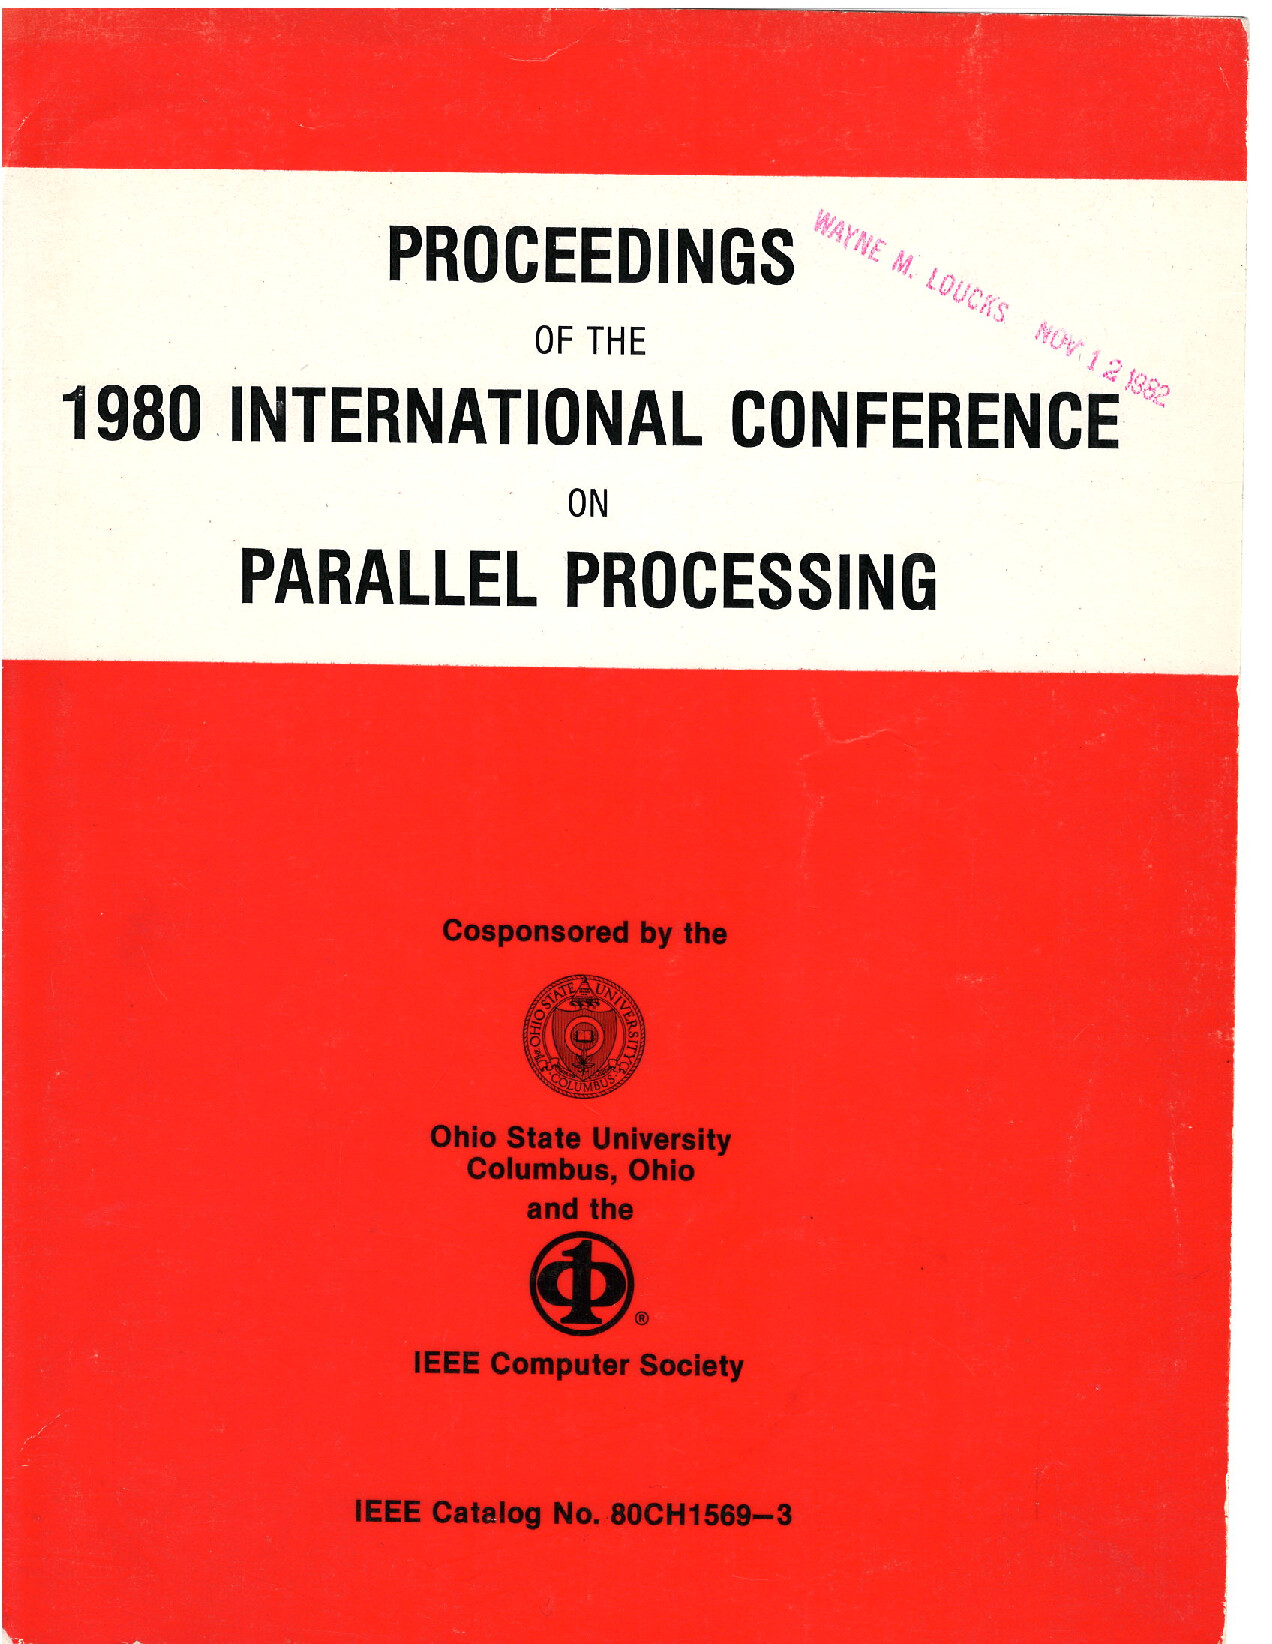 PROCEEDINGS
WAYNE M. LOUCKS NOV. 12 1982
OF THE
1980 INTERNATIONAL CONFERENCE
ON
PARALLEL PROCESSING
Cosponsored by the
THE OHIO STATE UNIVERSITY
COLUMBUS
Ohio State University
Columbus, Ohio
and the
®
IEEE Computer Society
IEEE Catalog No. 80CH1569–3